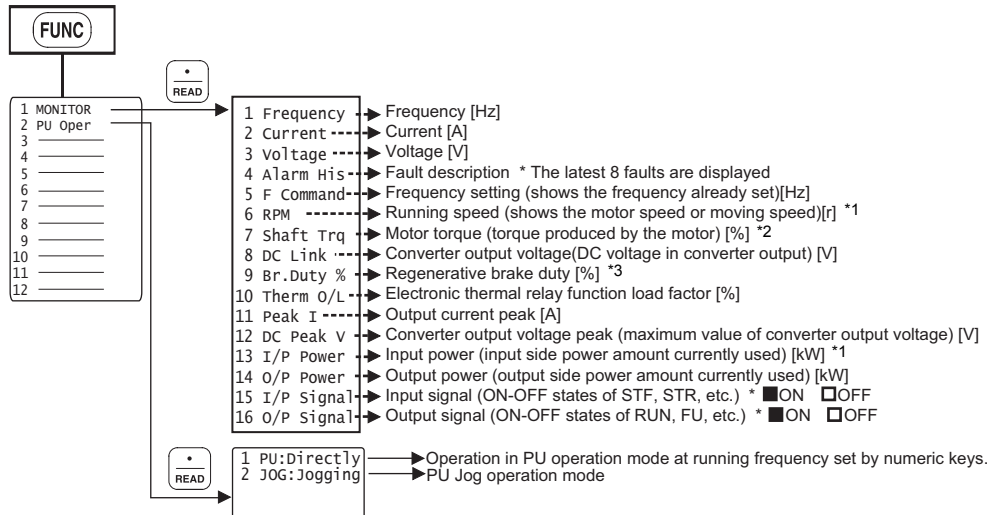 FUNC
READ
1 MONITOR
2 PU Oper
3
4
5
6
7
8
9
10
11
12
1 Frequency Frequency [Hz]
2 Current Current [A]
3 Voltage Voltage [V]
4 Alarm His Fault description * The latest 8 faults are displayed
5 F Command Frequency setting (shows the frequency already set)[Hz]
6 RPM Running speed (shows the motor speed or moving speed)[r] *1
7 Shaft Trq Motor torque (torque produced by the motor) [%] *2
8 DC Link Converter output voltage(DC voltage in converter output) [V]
9 Br.Duty % Regenerative brake duty [%] *3
10 Therm O/L Electronic thermal relay function load factor [%]
11 Peak I Output current peak [A]
12 DC Peak V Converter output voltage peak (maximum value of converter output voltage) [V]
13 I/P Power Input power (input side power amount currently used) [kW] *1
14 O/P Power Output power (output side power amount currently used) [kW]
15 I/P Signal Input signal (ON-OFF states of STF, STR, etc.) * ■ON □OFF
16 O/P Signal Output signal (ON-OFF states of RUN, FU, etc.) * ■ON □OFF
READ
1 PU:Directly Operation in PU operation mode at running frequency set by numeric keys.
2 JOG:Jogging PU Jog operation mode